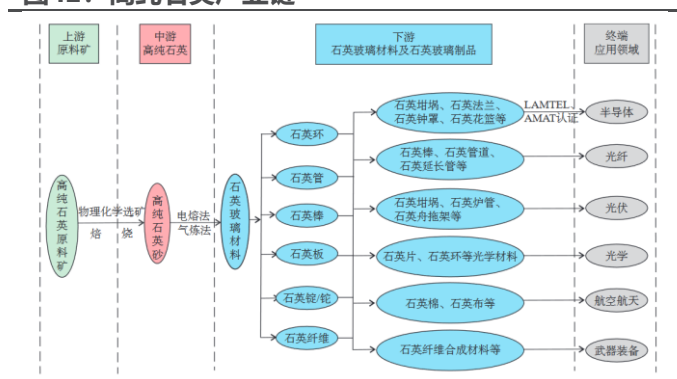 上游
原料矿
中游
高纯石英
下游
石英玻璃材料及石英玻璃制品
终端
应用领域
高纯石英原料矿
物理化学选矿
焙 烧
高纯石英砂
电熔法
气炼法
石英玻璃材料
石英环
石英管
石英棒
石英板
石英锭/铊
石英纤维
石英坩埚、石英法兰、
石英钟罩、石英花篮等
LAMTEL、
AMAT认证
半导体
石英棒、石英管道、
石英延长管等
光纤
石英坩埚、石英炉管、
石英舟拖架等
光伏
石英片、石英环等光学材料
光学
石英棉、石英布等
航空航天
石英纤维合成材料等
武器装备